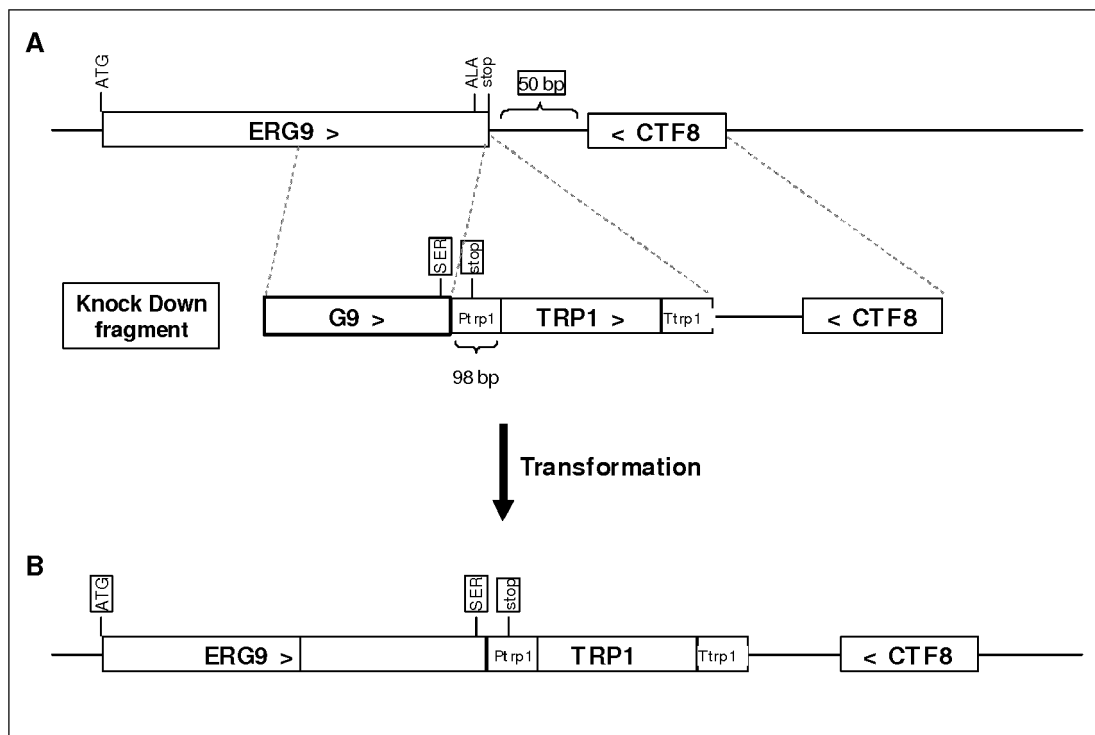 A
ATG
ALA
stop
50 bp
ERG9 >
< CTF8
SER
stop
Knock Down
fragment
G9 >
Ptrp1
TRP1 >
Ttrp1
< CTF8
98 bp
Transformation
B
ATG
SER
stop
ERG9 >
Ptrp1
TRP1
Ttrp1
< CTF8